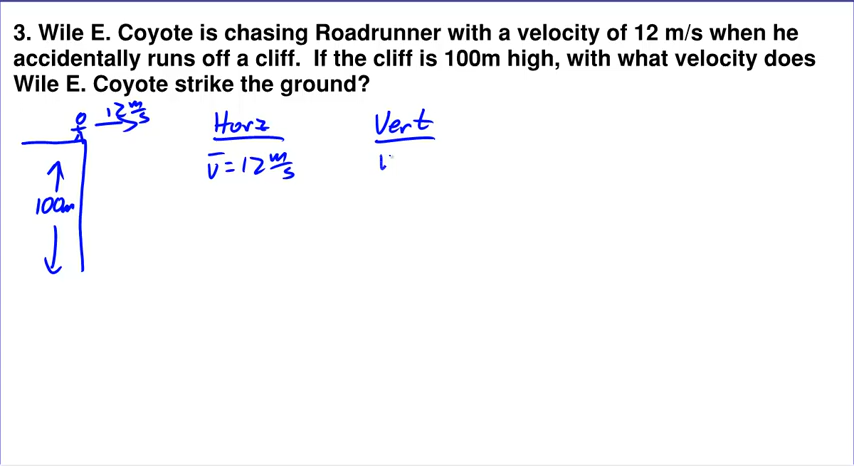 3. Wile E. Coyote is chasing Roadrunner with a velocity of 12 m/s when he
accidentally runs off a cliff. If the cliff is 100m high, with what velocity does
Wile E. Coyote strike the ground?
12 m/s
Horz
Vert
v̄ = 12 m/s
100m